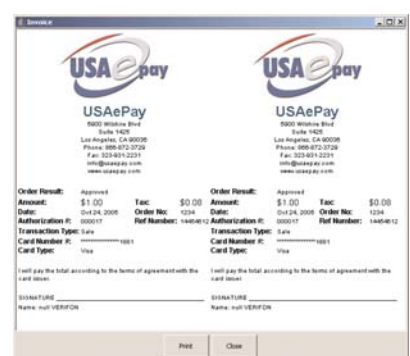 Invoice
USAepay
USAePay
5900 Wilshire Blvd
Suite 1425
Los Angeles, CA 90036
Phone: 866-872-3729
Fax: 323-931-2231
info@usaepay.com
www.usaepay.com
Order Result: Approved
Amount: $1.00 Tax: $0.08
Date: Oct 24, 2005 Order No: 1234
Authorization #: 000017 Ref Number:
Transaction Type: Sale
Card Number #:
Card Type: Visa
I will pay the total according to the terms of agreement with the
card issuer.
SIGNATURE
Name: null VERIFON
USAepay
USAePay
5900 Wilshire Blvd
Suite 1425
Los Angeles, CA 90036
Phone: 866-872-3729
Fax: 323-931-2231
info@usaepay.com
www.usaepay.com
Order Result: Approved
Amount: $1.00 Tax: $0.08
Date: Oct 24, 2005 Order No: 1234
Authorization #: 000017 Ref Number:
Transaction Type: Sale
Card Number #:
Card Type: Visa
I will pay the total according to the terms of agreement with the
card issuer.
SIGNATURE
Name: null VERIFON
Print Close